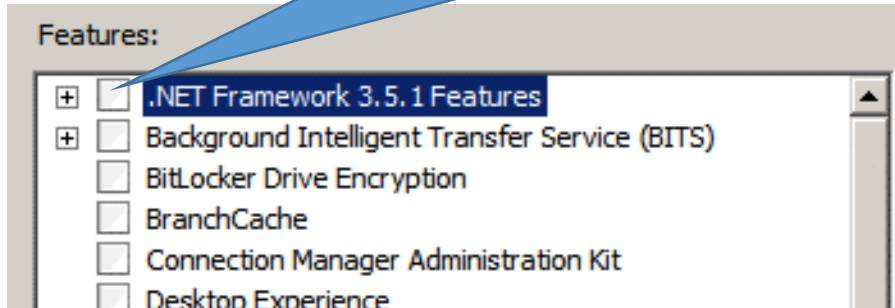 Features:
.NET Framework 3.5.1 Features
Background Intelligent Transfer Service (BITS)
BitLocker Drive Encryption
BranchCache
Connection Manager Administration Kit
Desktop Experience